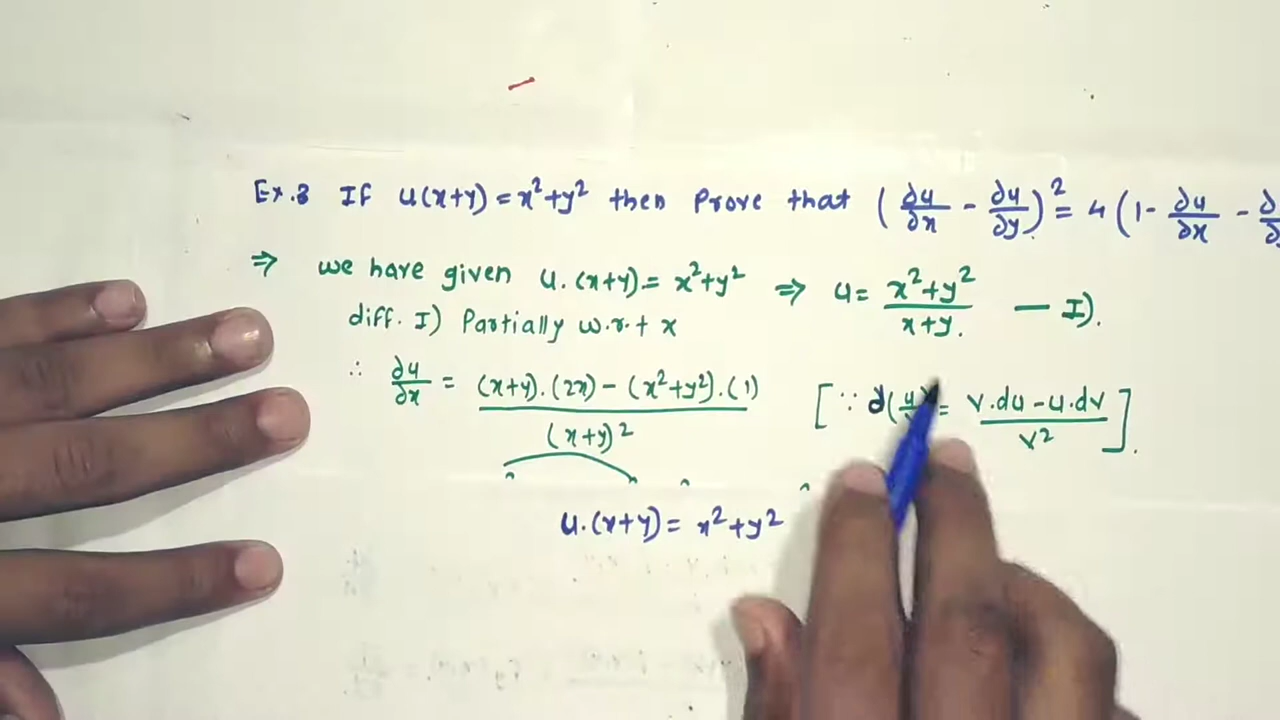 Ex.3 If u(x+y)=x²+y² then Prove that (∂u/∂x - ∂u/∂y)² = 4(1 - ∂u/∂x - ∂
⇒ we have given u.(x+y)= x²+y² ⇒ u= x²+y²/x+y. — I).
diff. I) Partially w.r.t x
∴ ∂u/∂x = (x+y).(2x) - (x²+y²).(1)/(x+y)² [∵ d(u = v.du - u.dv/v²].
u.(x+y)= x²+y²